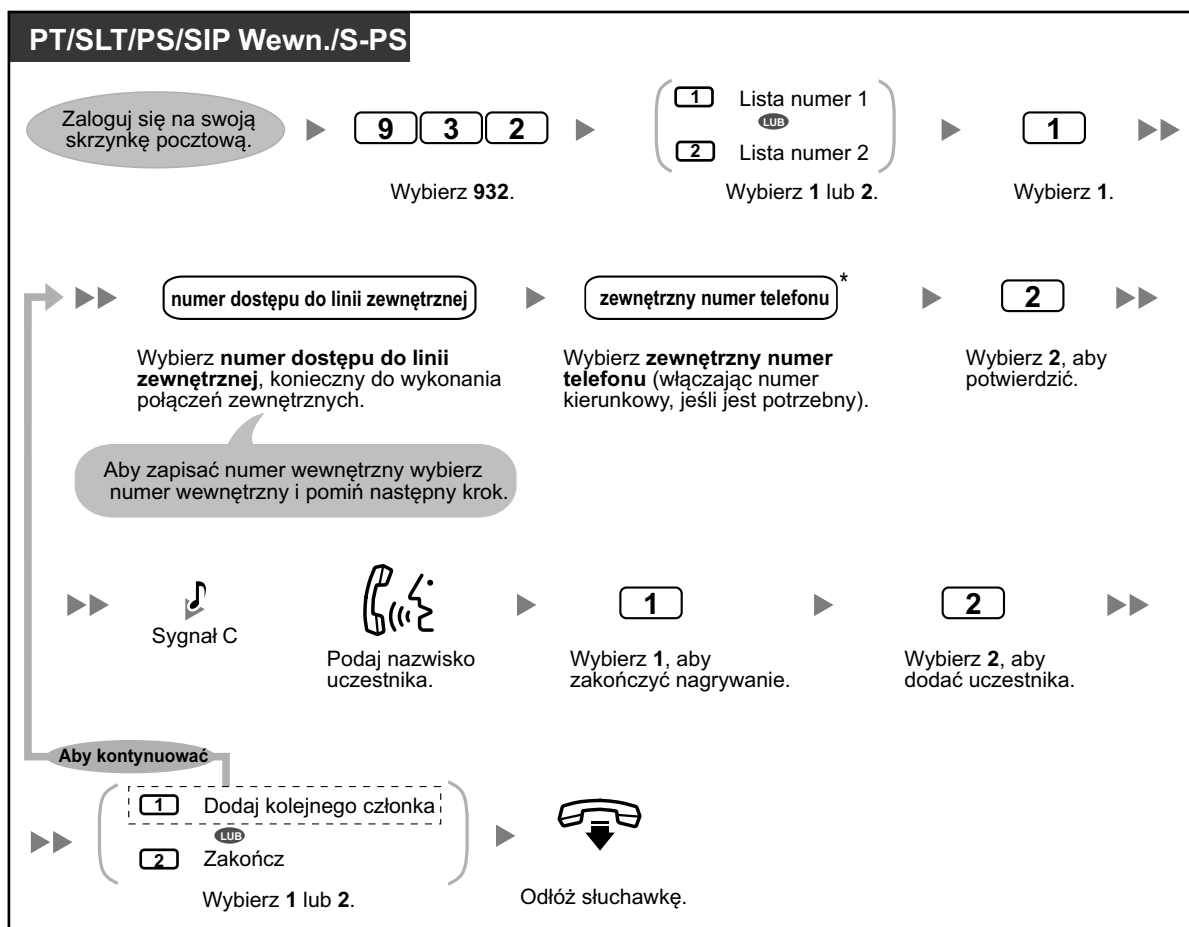 PT/SLT/PS/SIP Wewn./S-PS
Zaloguj się na swoją
skrzynkę pocztową.
9 3 2
Wybierz 932.
1 Lista numer 1
LUB
2 Lista numer 2
Wybierz 1 lub 2.
1
Wybierz 1.
numer dostępu do linii zewnętrznej
Wybierz numer dostępu do linii
zewnętrznej, konieczny do wykonania
połączeń zewnętrznych.
zewnętrzny numer telefonu*
Wybierz zewnętrzny numer
telefonu (włączając numer
kierunkowy, jeśli jest potrzebny).
2
Wybierz 2, aby
potwierdzić.
Aby zapisać numer wewnętrzny wybierz
numer wewnętrzny i pomiń następny krok.
Sygnał C
Podaj nazwisko
uczestnika.
1
Wybierz 1, aby
zakończyć nagrywanie.
2
Wybierz 2, aby
dodać uczestnika.
Aby kontynuować
1 Dodaj kolejnego członka
LUB
2 Zakończ
Wybierz 1 lub 2.
Odłóż słuchawkę.